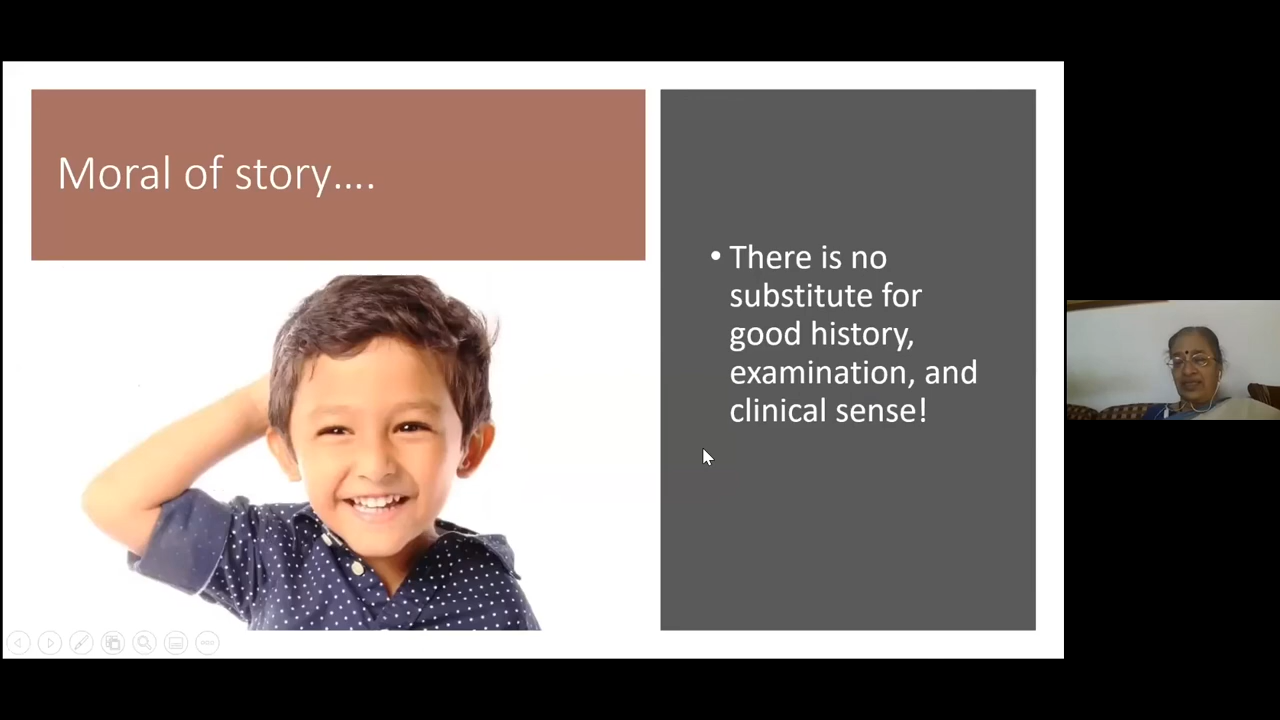 Moral of story....
• There is no
substitute for
good history,
examination, and
clinical sense!